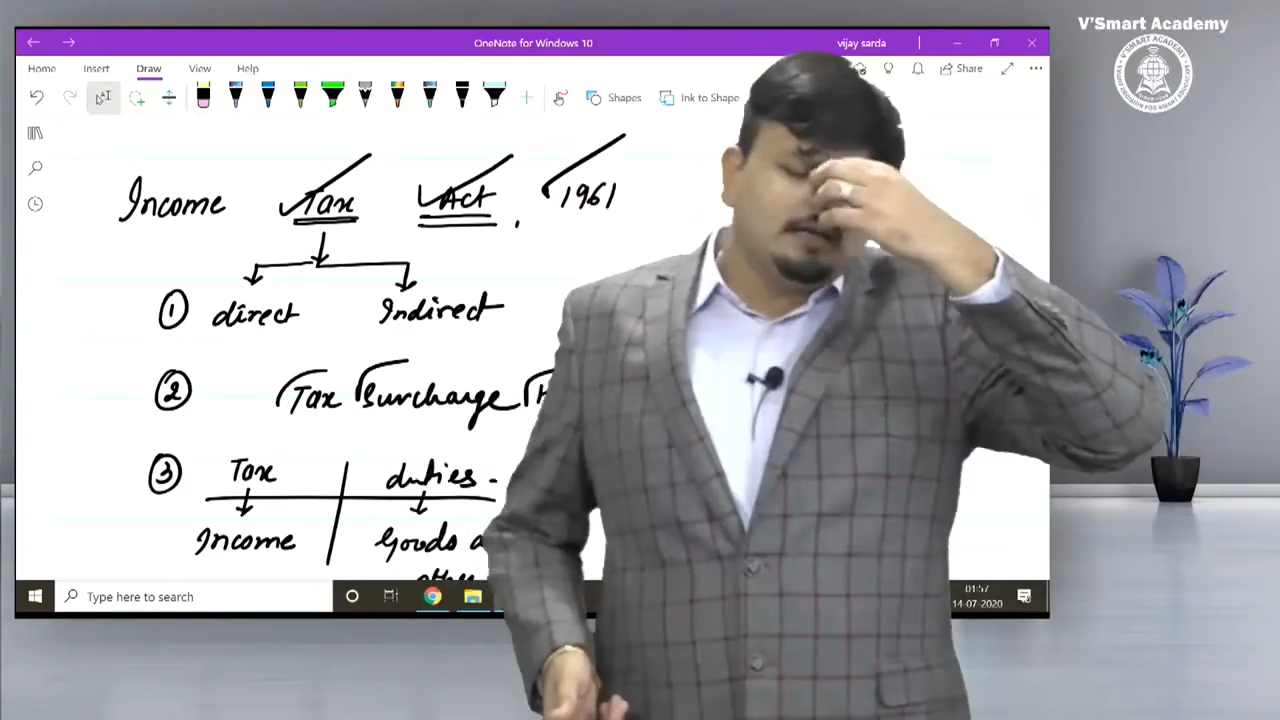 V'Smart Academy
OneNote for Windows 10
vijay sarda
Home Insert Draw View Help
Share
Shapes
Ink to Shape
Income Tax Act, 1961
① direct Indirect
② Tax Surcharge
③ Tax duties.
Income Goods
Type here to search
01:57
14-07-2020